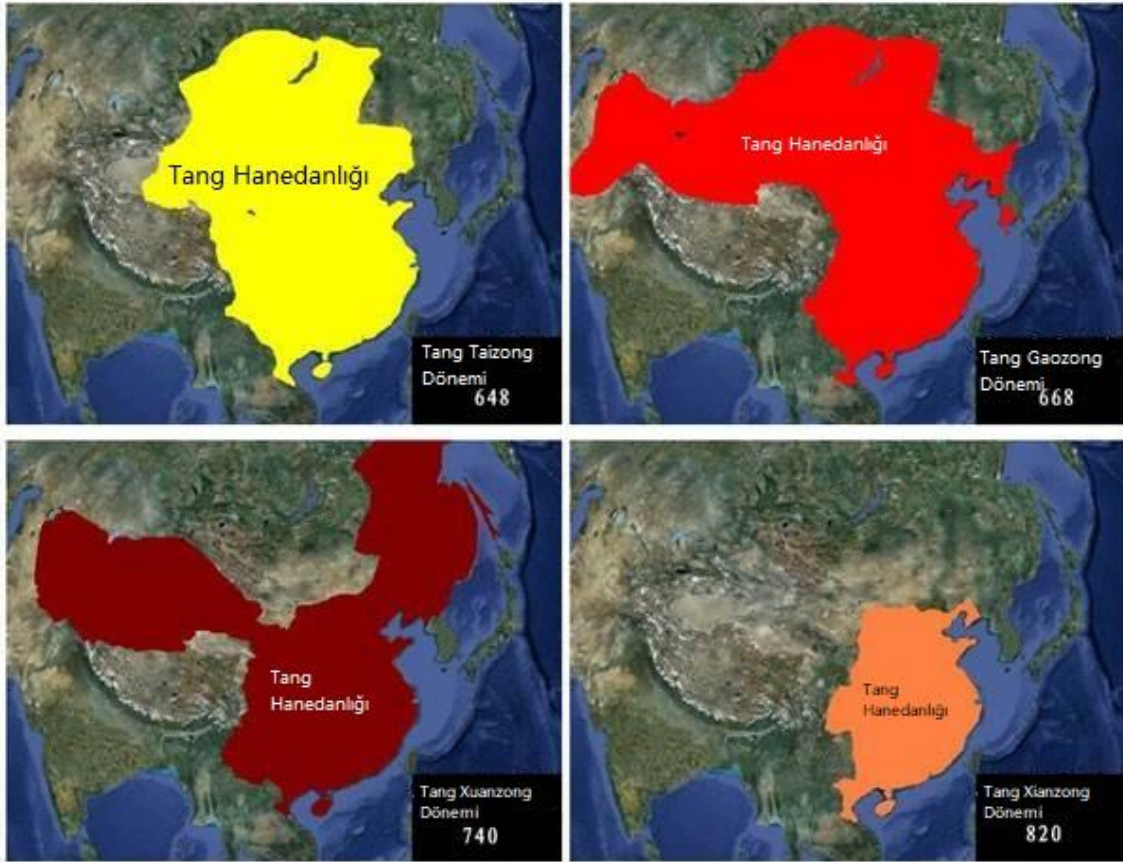 Tang Hanedanlığı
Tang Taizong
Dönemi
648
Tang Hanedanlığı
Tang Gaozong
Dönemi
668
Tang
Hanedanlığı
Tang Xuanzong
Dönemi
740
Tang
Hanedanlığı
Tang Xianzong
Dönemi
820